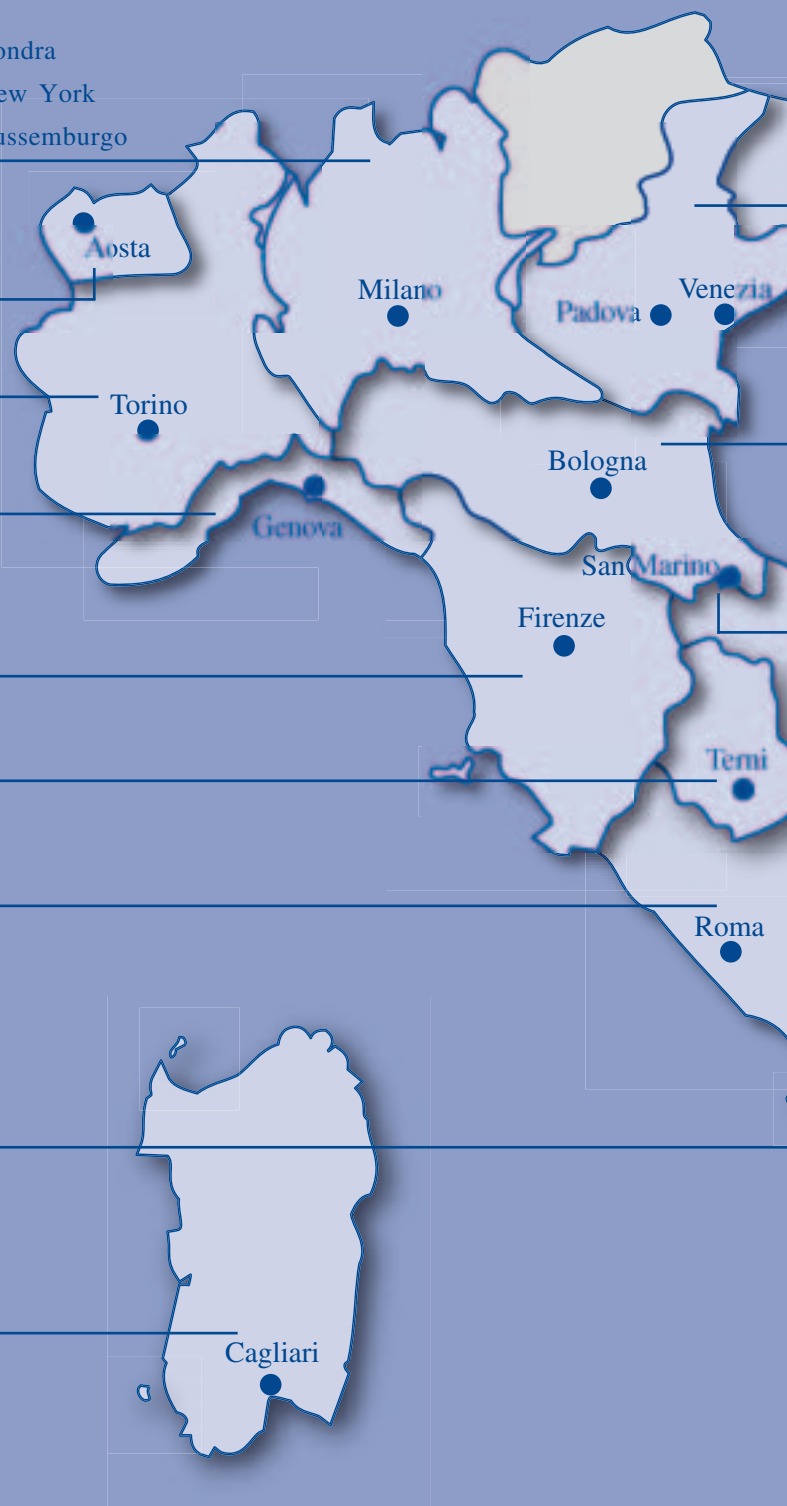 ondra
ew York
ussemburgo
Aosta
Milano
Venezia
Padova
Torino
Bologna
Genova
San Marino
Firenze
Terni
Roma
Cagliari